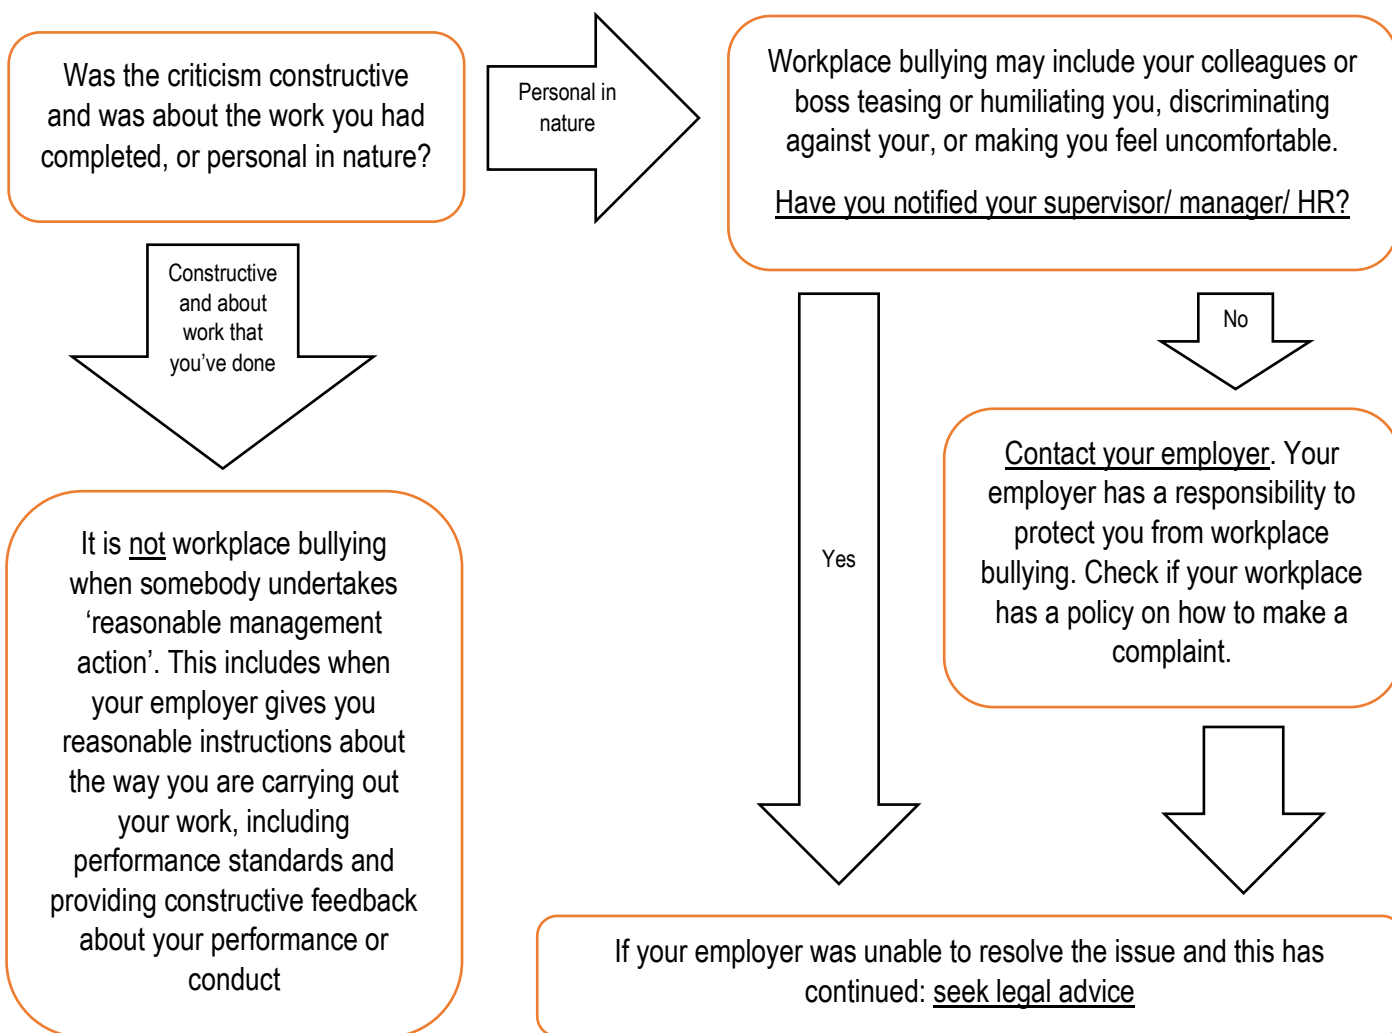 Was the criticism constructive
and was about the work you had
completed, or personal in nature?
Personal in
nature
Workplace bullying may include your colleagues or
boss teasing or humiliating you, discriminating
against your, or making you feel uncomfortable.
Have you notified your supervisor/ manager/ HR?
Constructive
and about
work that
you’ve done
It is not workplace bullying
when somebody undertakes
‘reasonable management
action’. This includes when
your employer gives you
reasonable instructions about
the way you are carrying out
your work, including
performance standards and
providing constructive feedback
about your performance or
conduct
Yes
No
Contact your employer. Your
employer has a responsibility to
protect you from workplace
bullying. Check if your workplace
has a policy on how to make a
complaint.
If your employer was unable to resolve the issue and this has
continued: seek legal advice